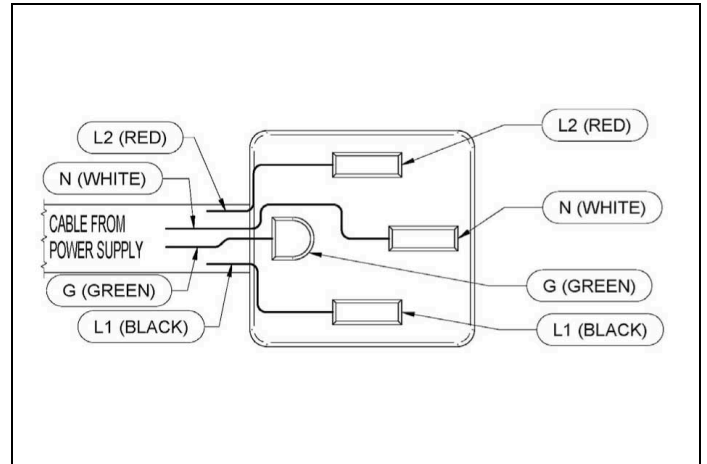 L2 (RED)
L2 (RED)
N (WHITE)
N (WHITE)
CABLE FROM
POWER SUPPLY
G (GREEN)
G (GREEN)
L1 (BLACK)
L1 (BLACK)